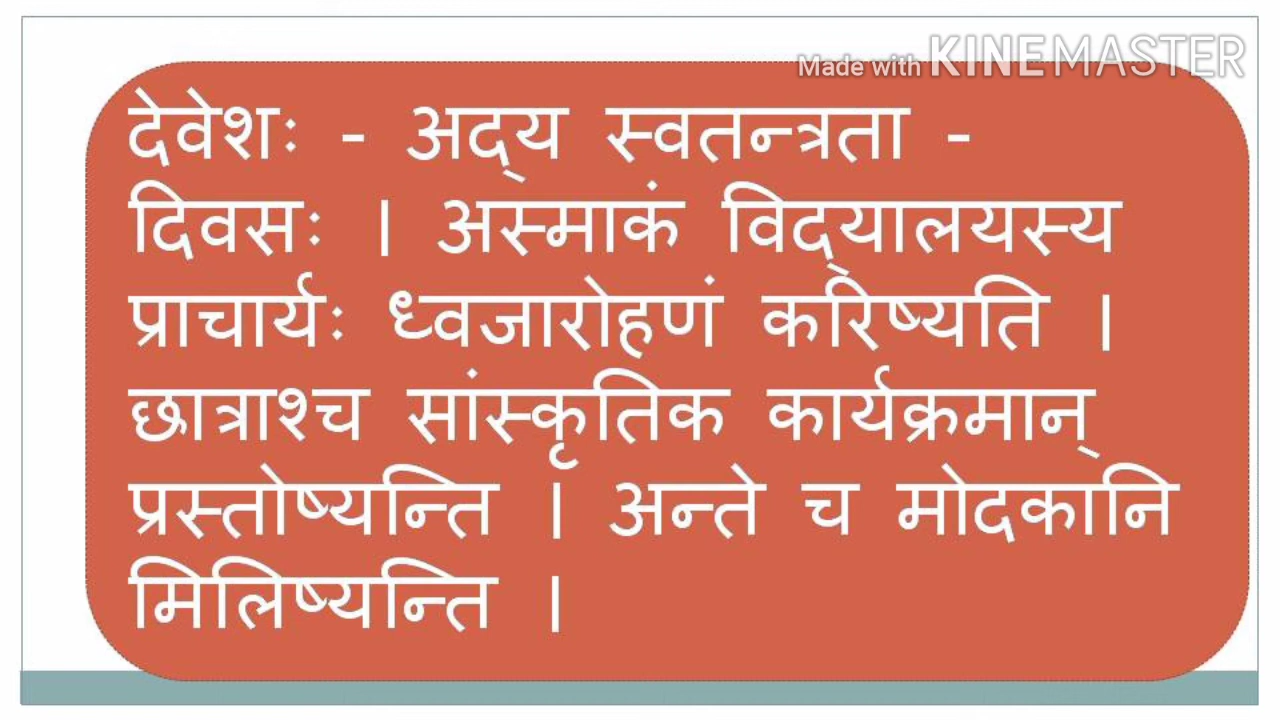 Made with KINEMASTER
देवेशः - अद्‌य स्वतन्त्रता -
दिवसः । अस्माकं विद्‌यालयस्य
प्राचार्यः ध्वजारोहणं करिष्यति ।
छात्राश्च सांस्कृतिक कार्यक्रमान्
प्रस्तोष्यन्ति । अन्ते च मोदकानि
मिलिष्यन्ति ।